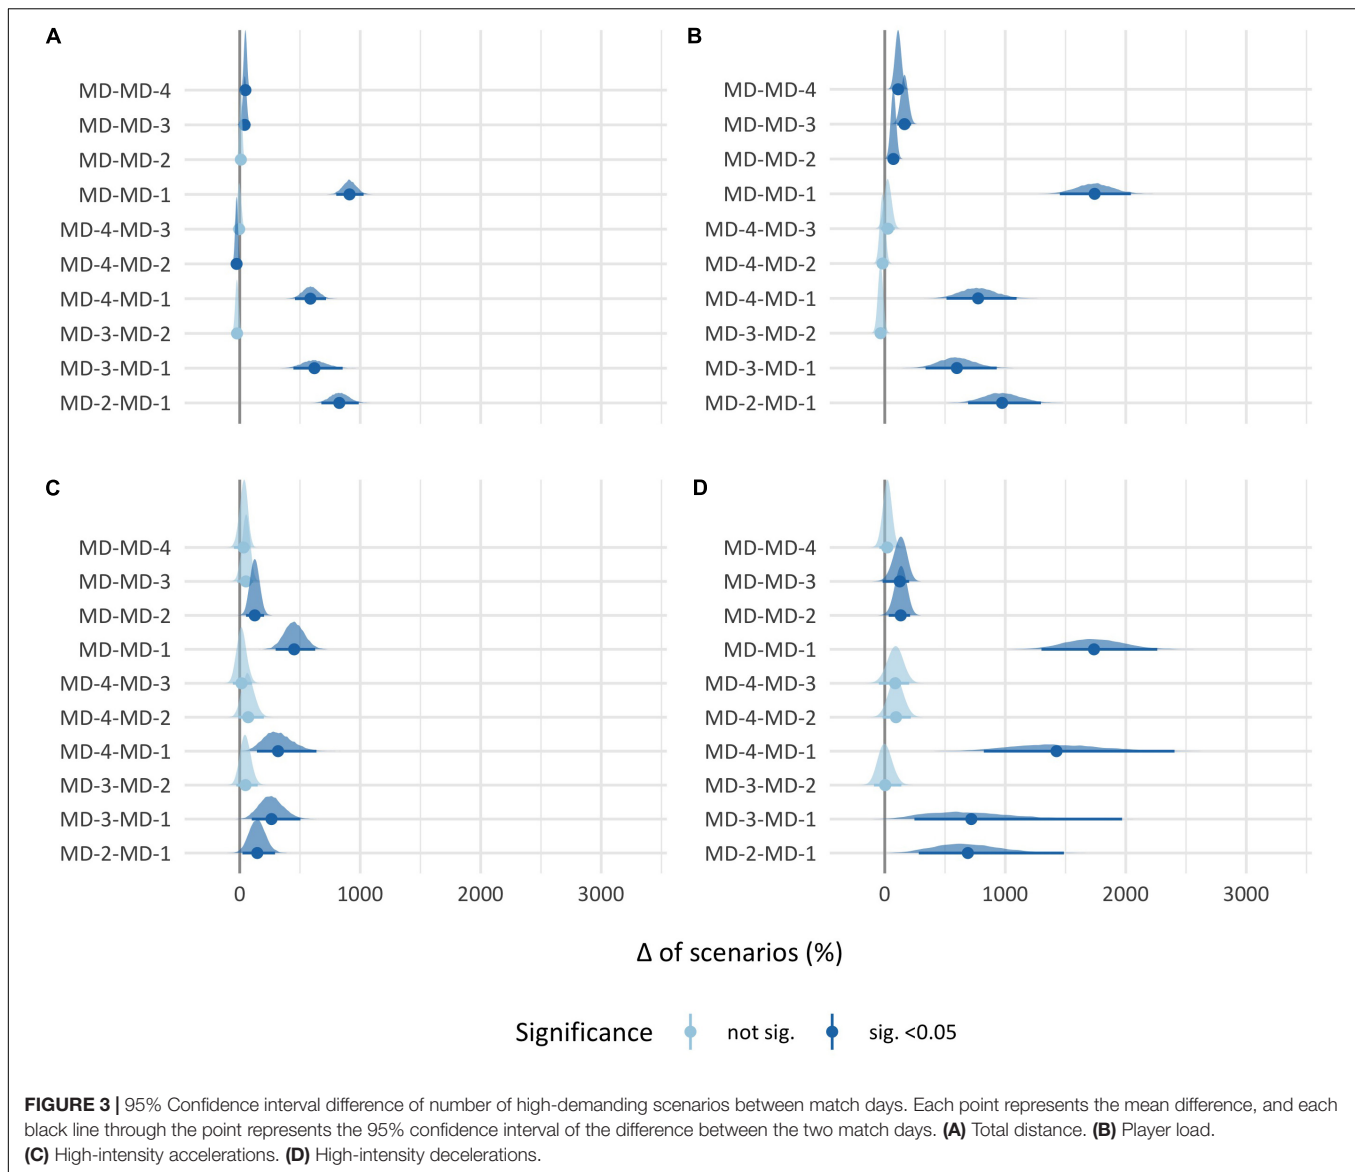 A
MD-MD-4
MD-MD-3
MD-MD-2
MD-MD-1
MD-4-MD-3
MD-4-MD-2
MD-4-MD-1
MD-3-MD-2
MD-3-MD-1
MD-2-MD-1
B
MD-MD-4
MD-MD-3
MD-MD-2
MD-MD-1
MD-4-MD-3
MD-4-MD-2
MD-4-MD-1
MD-3-MD-2
MD-3-MD-1
MD-2-MD-1
C
MD-MD-4
MD-MD-3
MD-MD-2
MD-MD-1
MD-4-MD-3
MD-4-MD-2
MD-4-MD-1
MD-3-MD-2
MD-3-MD-1
MD-2-MD-1
0 1000 2000 3000
D
MD-MD-4
MD-MD-3
MD-MD-2
MD-MD-1
MD-4-MD-3
MD-4-MD-2
MD-4-MD-1
MD-3-MD-2
MD-3-MD-1
MD-2-MD-1
0 1000 2000 3000
Δ of scenarios (%)
Significance not sig. sig. <0.05
FIGURE 3 | 95% Confidence interval difference of number of high-demanding scenarios between match days. Each point represents the mean difference, and each
black line through the point represents the 95% confidence interval of the difference between the two match days. (A) Total distance. (B) Player load.
(C) High-intensity accelerations. (D) High-intensity decelerations.